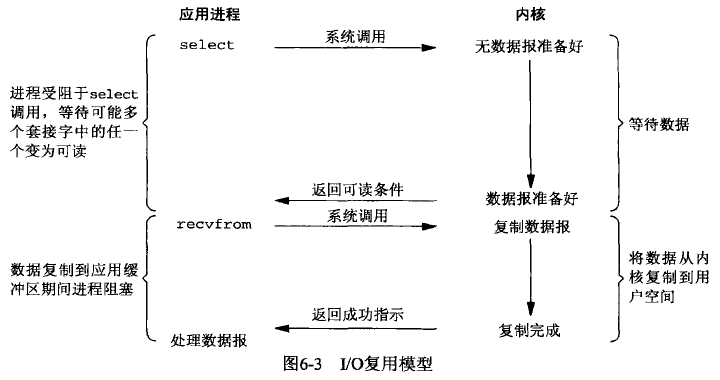 应用进程
内核
select
系统调用
无数据报准备好
进程受阻于select
调用，等待可能多
个套接字中的任一
个变为可读
等待数据
返回可读条件
数据报准备好
recvfrom
系统调用
复制数据报
数据复制到应用缓
冲区期间进程阻塞
将数据从内
核复制到用
户空间
返回成功指示
复制完成
处理数据报
图6-3 I/O复用模型